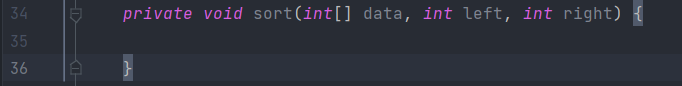 34 private void sort(int[] data, int left, int right) {
35
36 }